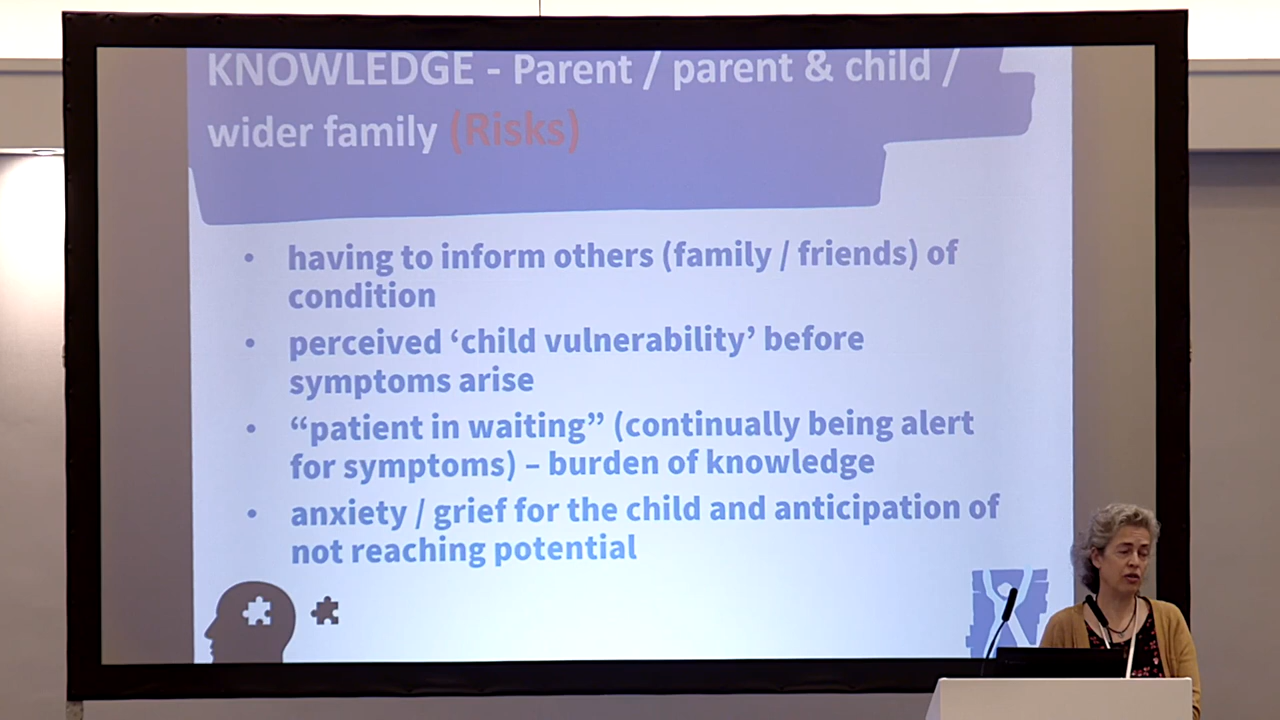 KNOWLEDGE - Parent / parent & child /
wider family (Risks)
• having to inform others (family / friends) of
condition
• perceived ‘child vulnerability’ before
symptoms arise
• “patient in waiting” (continually being alert
for symptoms) – burden of knowledge
• anxiety / grief for the child and anticipation of
not reaching potential